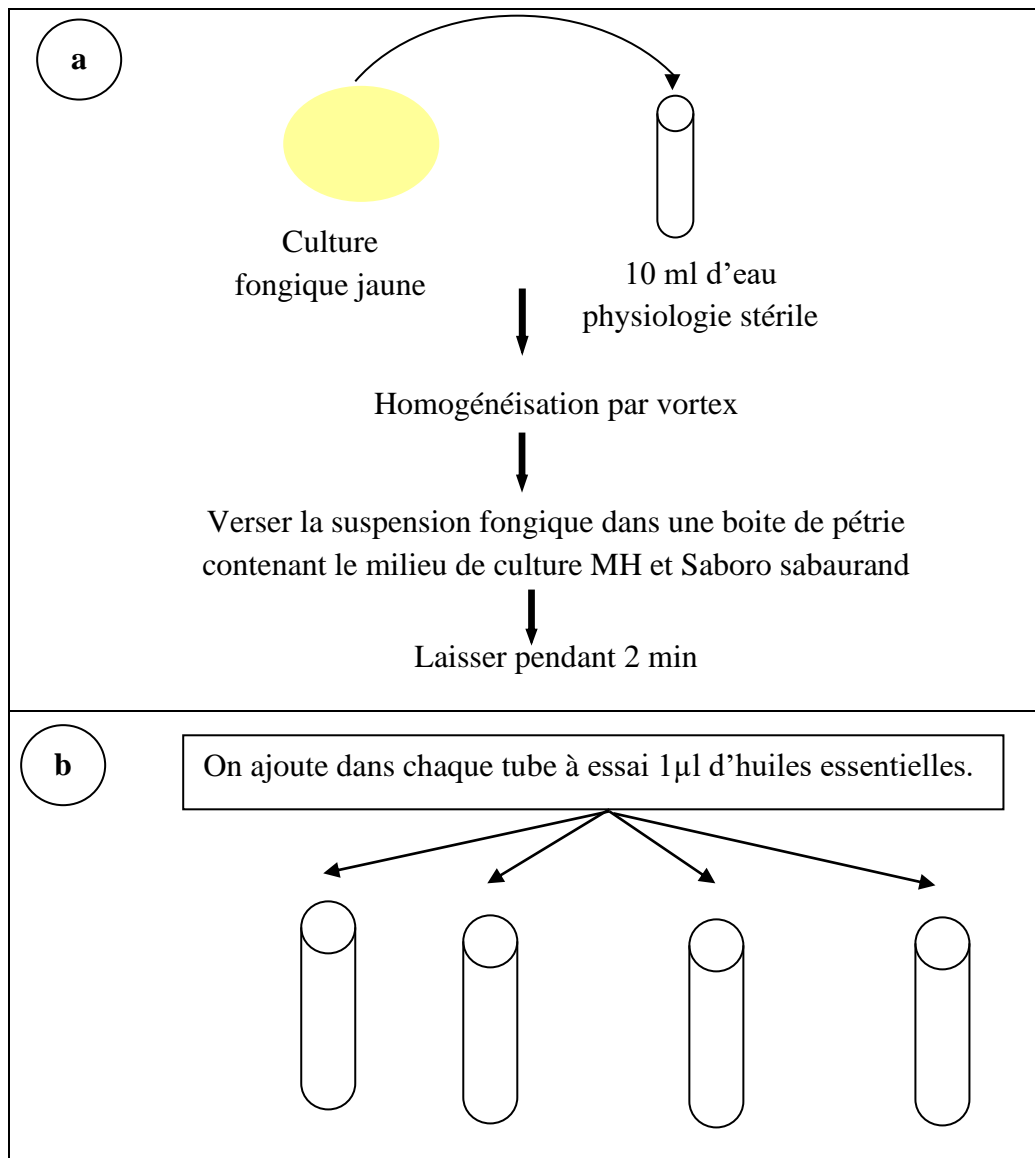 a
Culture
fongique jaune
10 ml d’eau
physiologie stérile
Homogénéisation par vortex
Verser la suspension fongique dans une boite de pétrie
contenant le milieu de culture MH et Saboro sabaurand
Laisser pendant 2 min
b
On ajoute dans chaque tube à essai 1µl d’huiles essentielles.